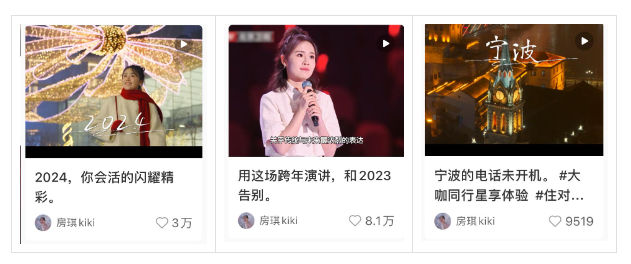 2024
2024，你会活的闪耀精
彩。
房琪kiki
3万
的表达
用这场跨年演讲，和2023
告别。
房琪kiki
8.1万
宁波
宁波的电话未开机。 #大
咖同行星享体验 #住对...
房琪kiki
9519